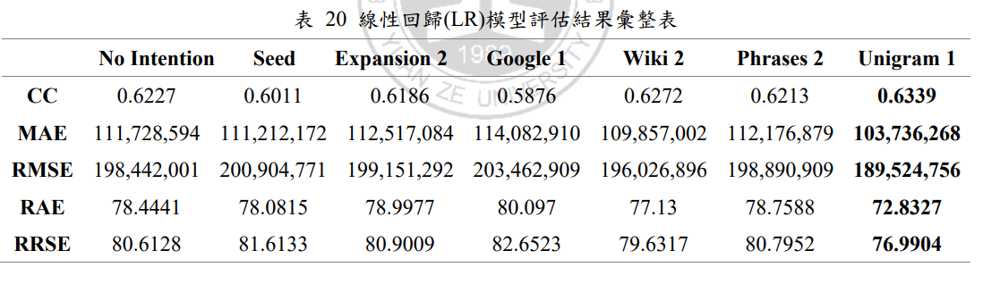 表 20 線性回歸(LR)模型評估結果彙整表
No Intention Seed Expansion 2 Google 1 Wiki 2 Phrases 2 Unigram 1
CC 0.6227 0.6011 0.6186 0.5876 0.6272 0.6213 0.6339
MAE 111,728,594 111,212,172 112,517,084 114,082,910 109,857,002 112,176,879 103,736,268
RMSE 198,442,001 200,904,771 199,151,292 203,462,909 196,026,896 198,890,909 189,524,756
RAE 78.4441 78.0815 78.9977 80.097 77.13 78.7588 72.8327
RRSE 80.6128 81.6133 80.9009 82.6523 79.6317 80.7952 76.9904
YUAN ZE UNIVERSITY